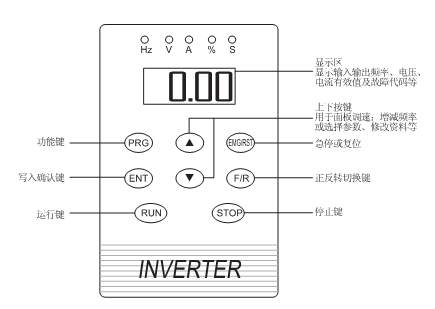 Hz V A % S
0.00
显示区
显示输入输出频率、电压、
电流有效值及故障代码等
上下按键
用于面板调速；增减频率
或选择参数、修改资料等
功能键
PRG
▲
EMG/RST
急停或复位
写入确认键
ENT
▼
F/R
正反转切换键
运行键
RUN
STOP
停止键
INVERTER